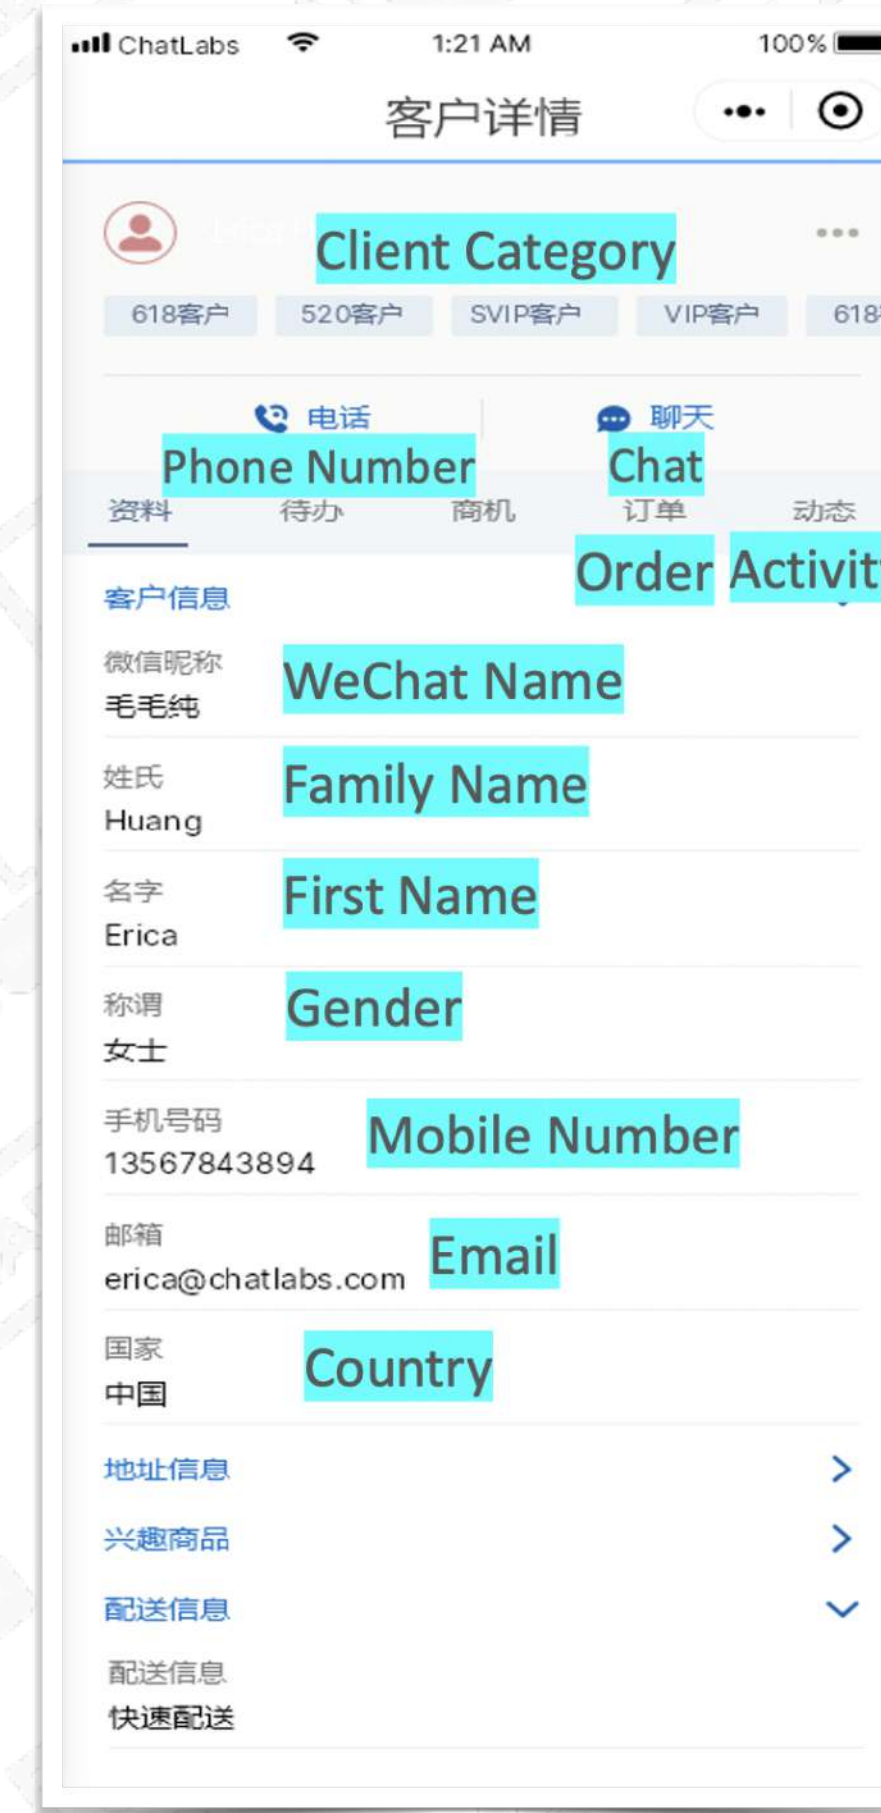 ChatLabs 1:21 AM 100%
客户详情
Client Category
618客户 520客户 SVIP客户 VIP客户 618
电话 聊天
Phone Number Chat
资料 待办 商机 订单 动态
Order Activit
客户信息
微信昵称
WeChat Name
毛毛纯
姓氏
Family Name
Huang
名字
First Name
Erica
称谓
Gender
女士
手机号码
Mobile Number
13567843894
邮箱
Email
erica@chatlabs.com
国家
Country
中国
地址信息
兴趣商品
配送信息
配送信息
快速配送